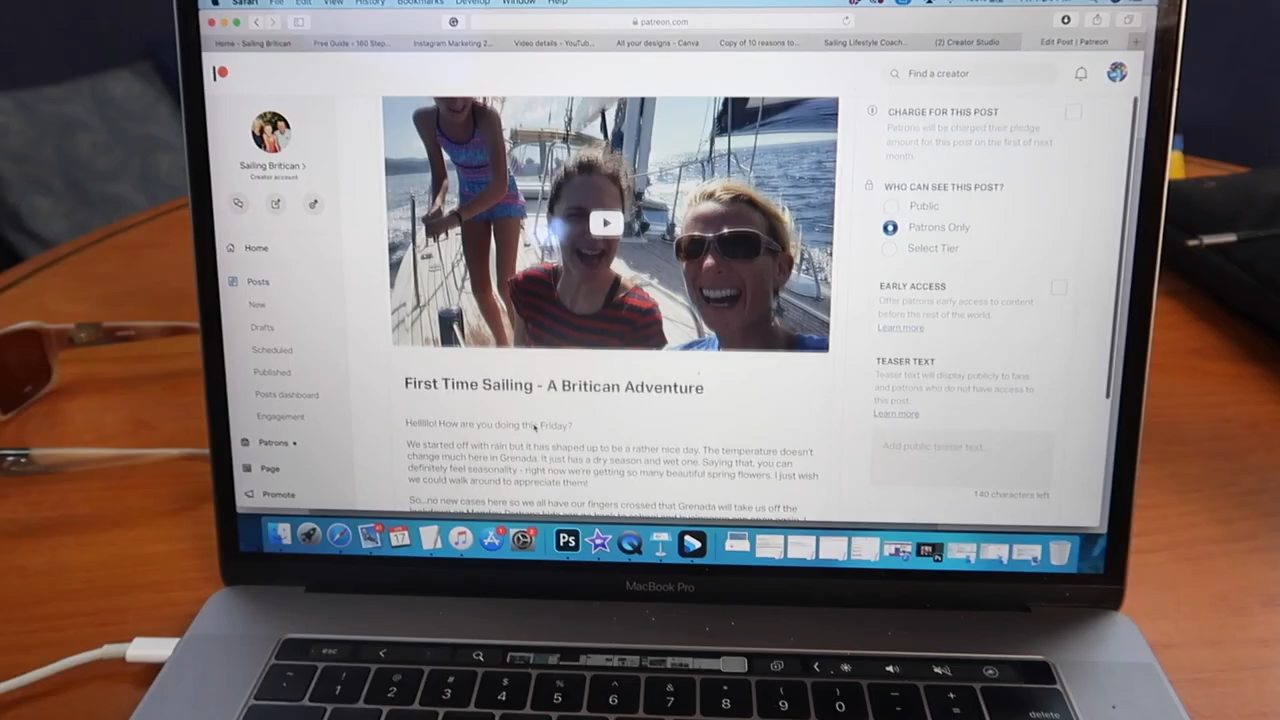 Safari File Edit View History Bookmarks Develop Window Help
patreon.com
Home - Sailing Britican
Free Guide - 160 Step...
Instagram Marketing 2...
Video details - YouTub...
All your designs - Canva
Copy of 10 reasons to...
Sailing Lifestyle Coach...
(2) Creator Studio
Edit Post | Patreon
Find a creator
Sailing Britican >
Creator account
Home
Posts
New
Drafts
Scheduled
Published
Posts dashboard
Engagement
Patrons
Page
Promote
First Time Sailing - A Britican Adventure
How are you doing this Friday?
We started off with rain but it has shaped up to be a rather nice day. The temperature doesn't
change much here in Grenada. It just has a dry season and wet one. Saying that, you can
definitely feel seasonality - right now we're getting so many beautiful spring flowers. I just wish
we could walk around to appreciate them!
So...no new cases here so we all have our fingers crossed that Grenada will take us off the
CHARGE FOR THIS POST
Patrons will be charged their pledge
amount for this post on the first of next
month.
WHO CAN SEE THIS POST?
Public
Patrons Only
Select Tier
EARLY ACCESS
Offer patrons early access to content
before the rest of the world.
Learn more
TEASER TEXT
Teaser text will display publicly to fans
and patrons who do not have access to
this post.
Learn more
Add public teaser text
140 characters left
17
Ps
MacBook Pro
esc
~ ! @ # $ % ^ & * ( ) _ +
1 2 3 4 5 6 7 8 9 0 - =
delete